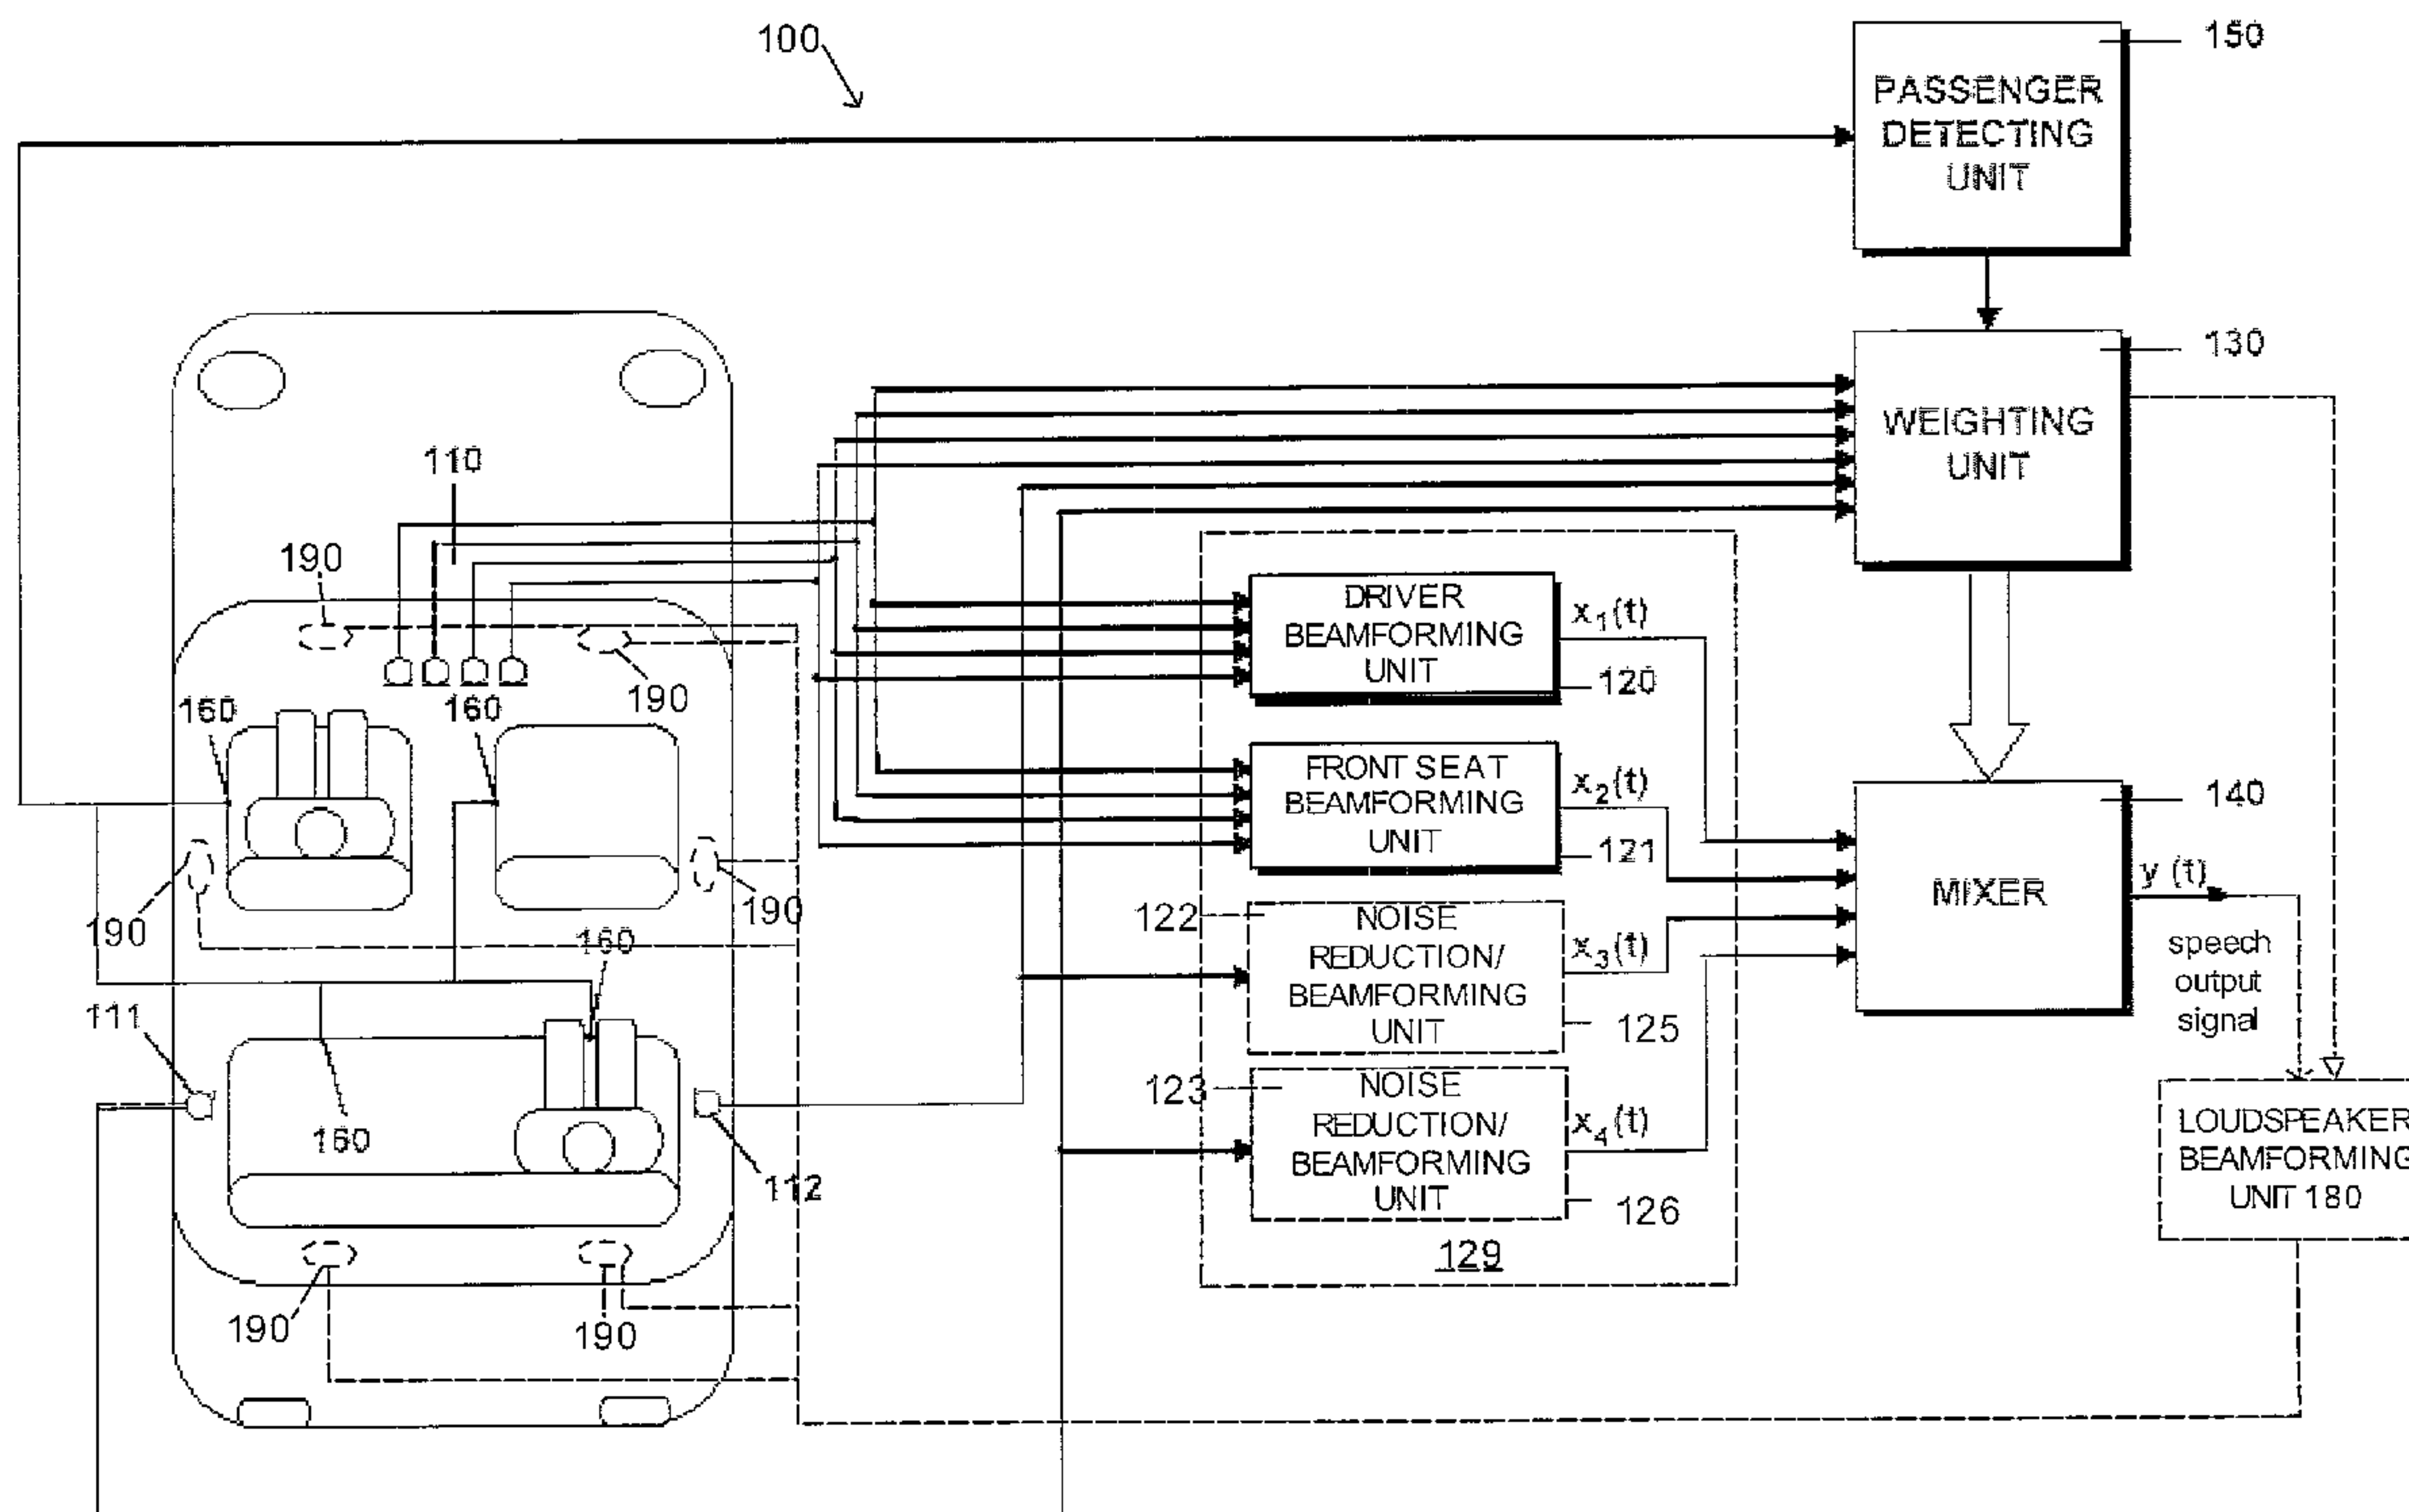 100
150
PASSENGER
DETECTING
UNIT
130
WEIGHTING
UNIT
110
190
190
160
160
DRIVER
BEAMFORMING
UNIT
x1(t)
120
FRONT SEAT
BEAMFORMING
UNIT
x2(t)
121
140
MIXER
y (t)
speech
output
signal
190
190
160
122
NOISE
REDUCTION/
BEAMFORMING
UNIT
x3(t)
125
111
160
112
123
NOISE
REDUCTION/
BEAMFORMING
UNIT
x4(t)
126
129
LOUDSPEAKER
BEAMFORMING
UNIT 180
190
190